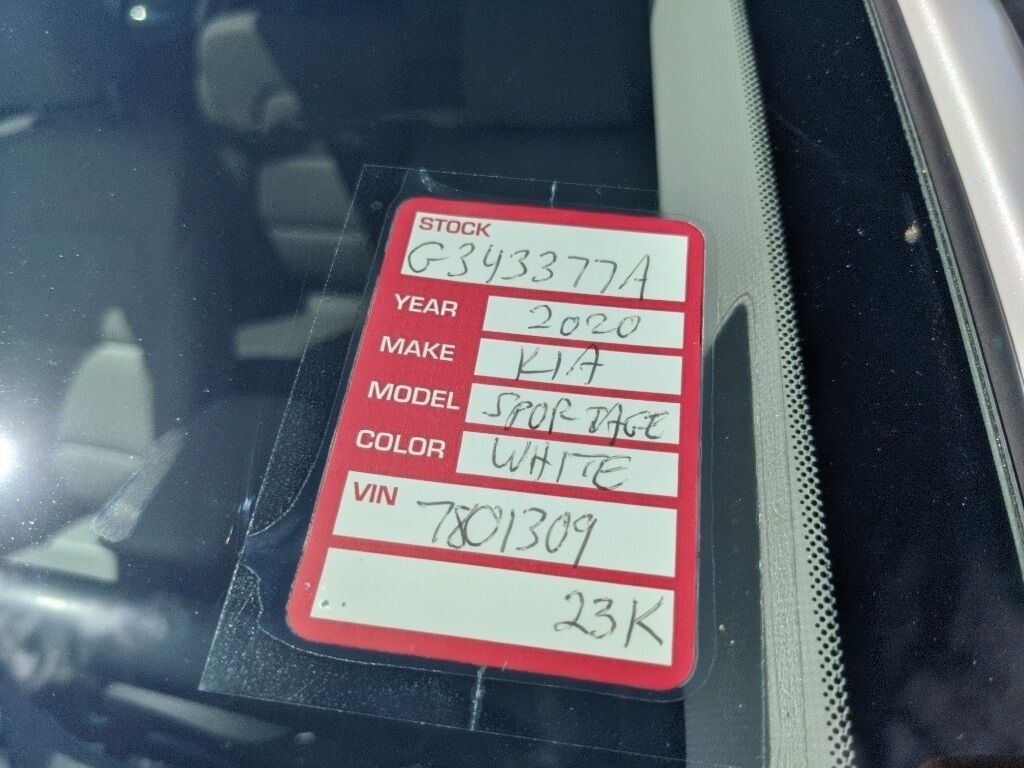 STOCK
G343377A
YEAR 2020
MAKE KIA
MODEL SPORTAGE
COLOR WHITE
VIN 7801309
23K